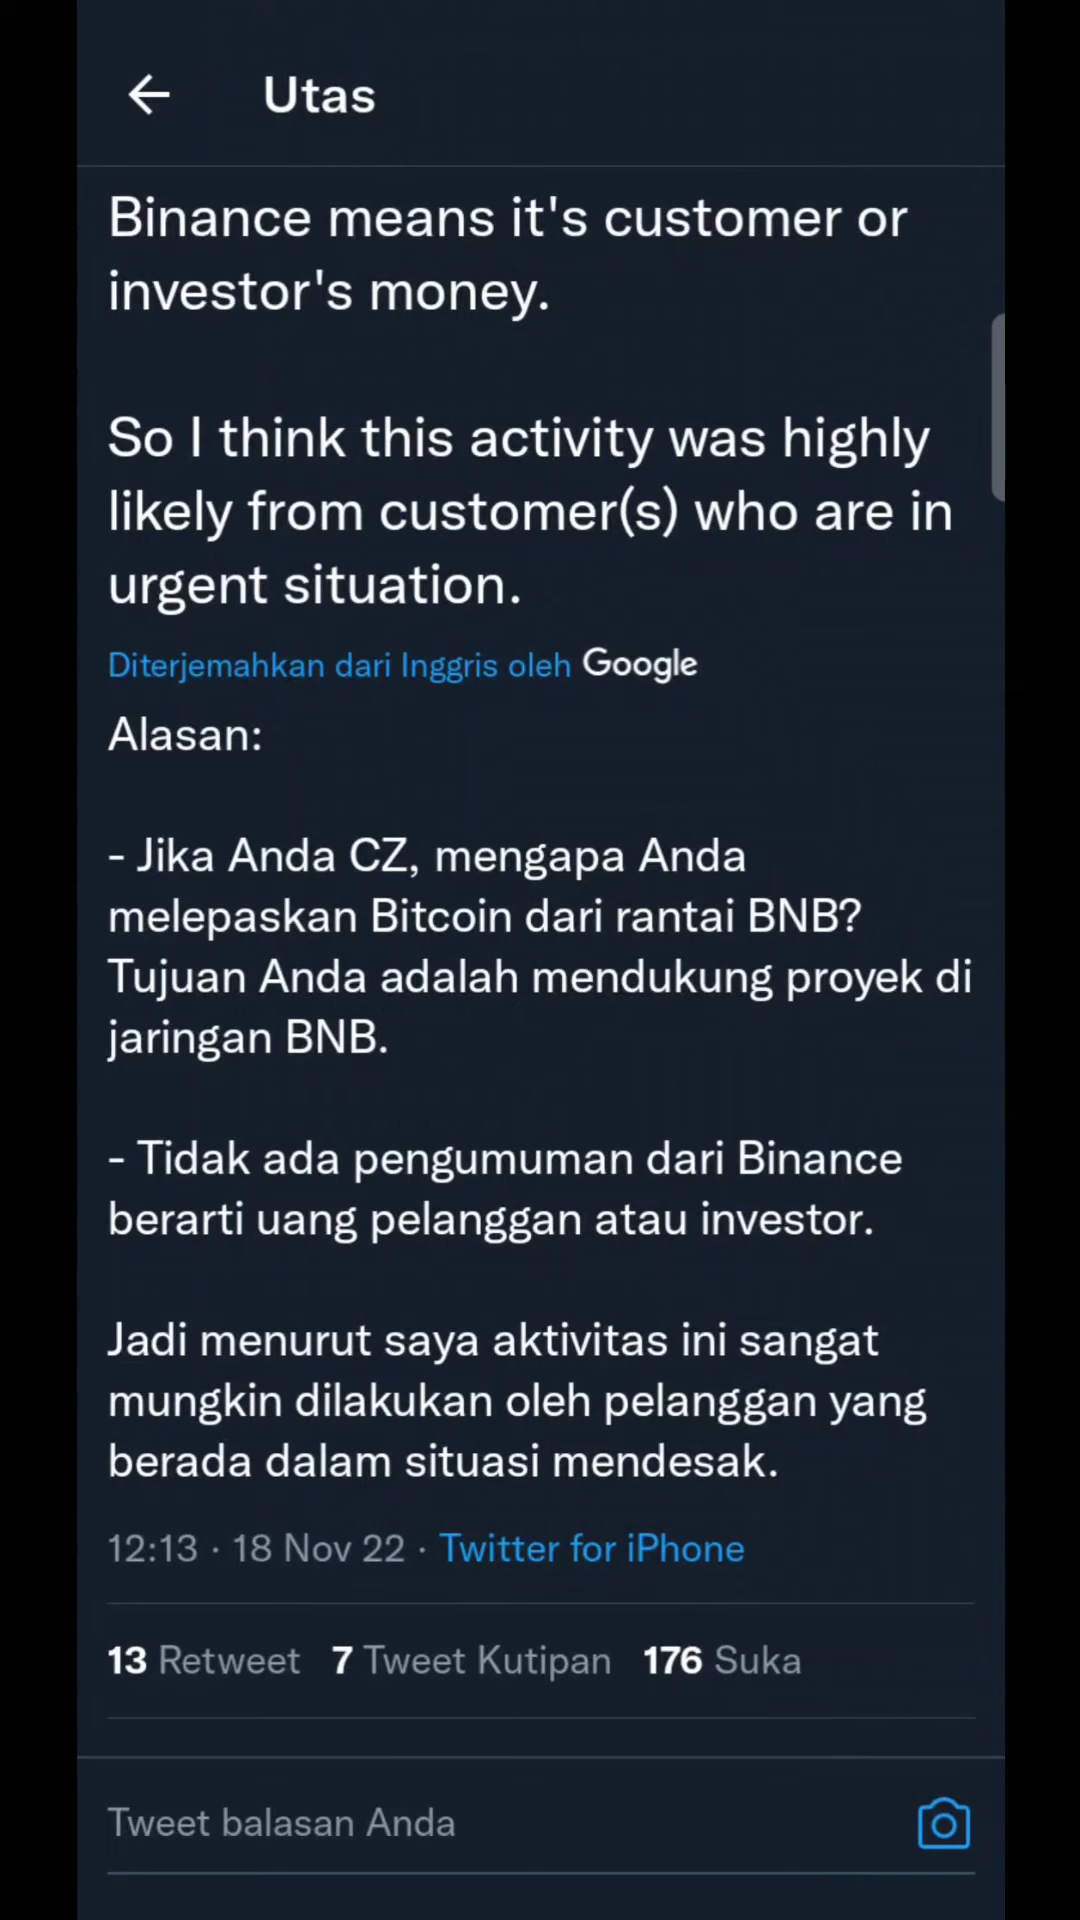 Utas
Binance means it's customer or
investor's money.
So I think this activity was highly
likely from customer(s) who are in
urgent situation.
Diterjemahkan dari Inggris oleh Google
Alasan:
- Jika Anda CZ, mengapa Anda
melepaskan Bitcoin dari rantai BNB?
Tujuan Anda adalah mendukung proyek di
jaringan BNB.
- Tidak ada pengumuman dari Binance
berarti uang pelanggan atau investor.
Jadi menurut saya aktivitas ini sangat
mungkin dilakukan oleh pelanggan yang
berada dalam situasi mendesak.
12:13 · 18 Nov 22 · Twitter for iPhone
13 Retweet 7 Tweet Kutipan 176 Suka
Tweet balasan Anda